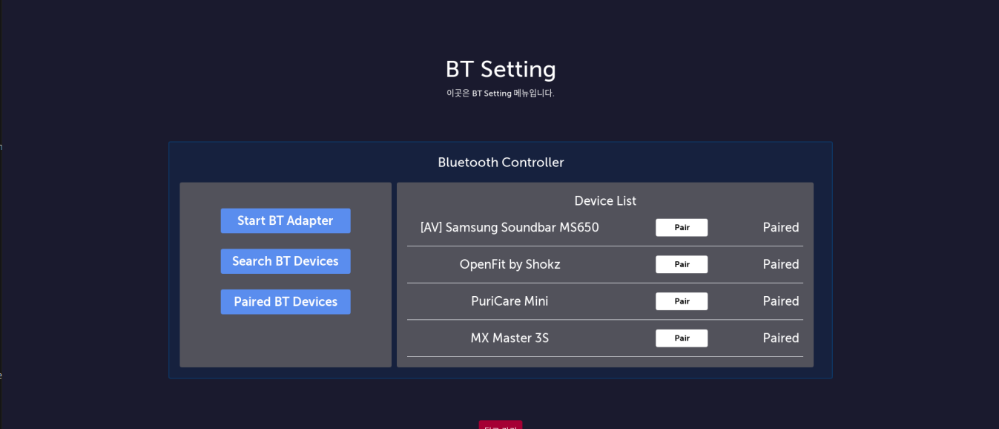 BT Setting
이곳은 BT Setting 메뉴입니다.
Bluetooth Controller
Start BT Adapter
Search BT Devices
Paired BT Devices
Device List
[AV] Samsung Soundbar MS650 Pair Paired
OpenFit by Shokz Pair Paired
PuriCare Mini Pair Paired
MX Master 3S Pair Paired